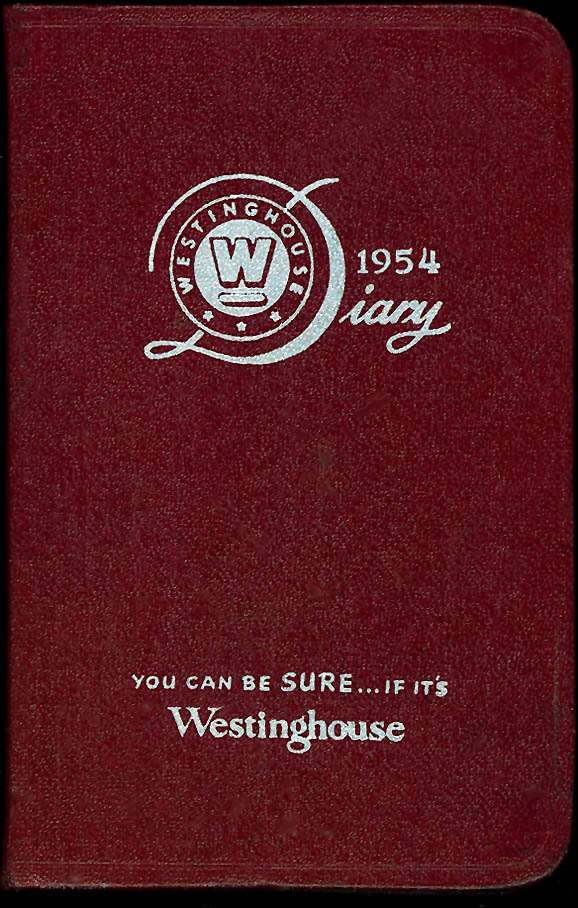 WESTINGHOUSE
W
1954
Diary
YOU CAN BE SURE...IF IT'S
Westinghouse